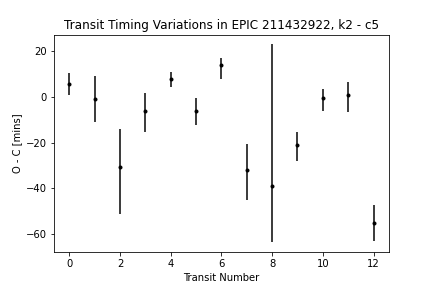 Transit Timing Variations in EPIC 211432922, k2 - c5
O - C [mins]
20
0
−20
−40
−60
0 2 4 6 8 10 12
Transit Number